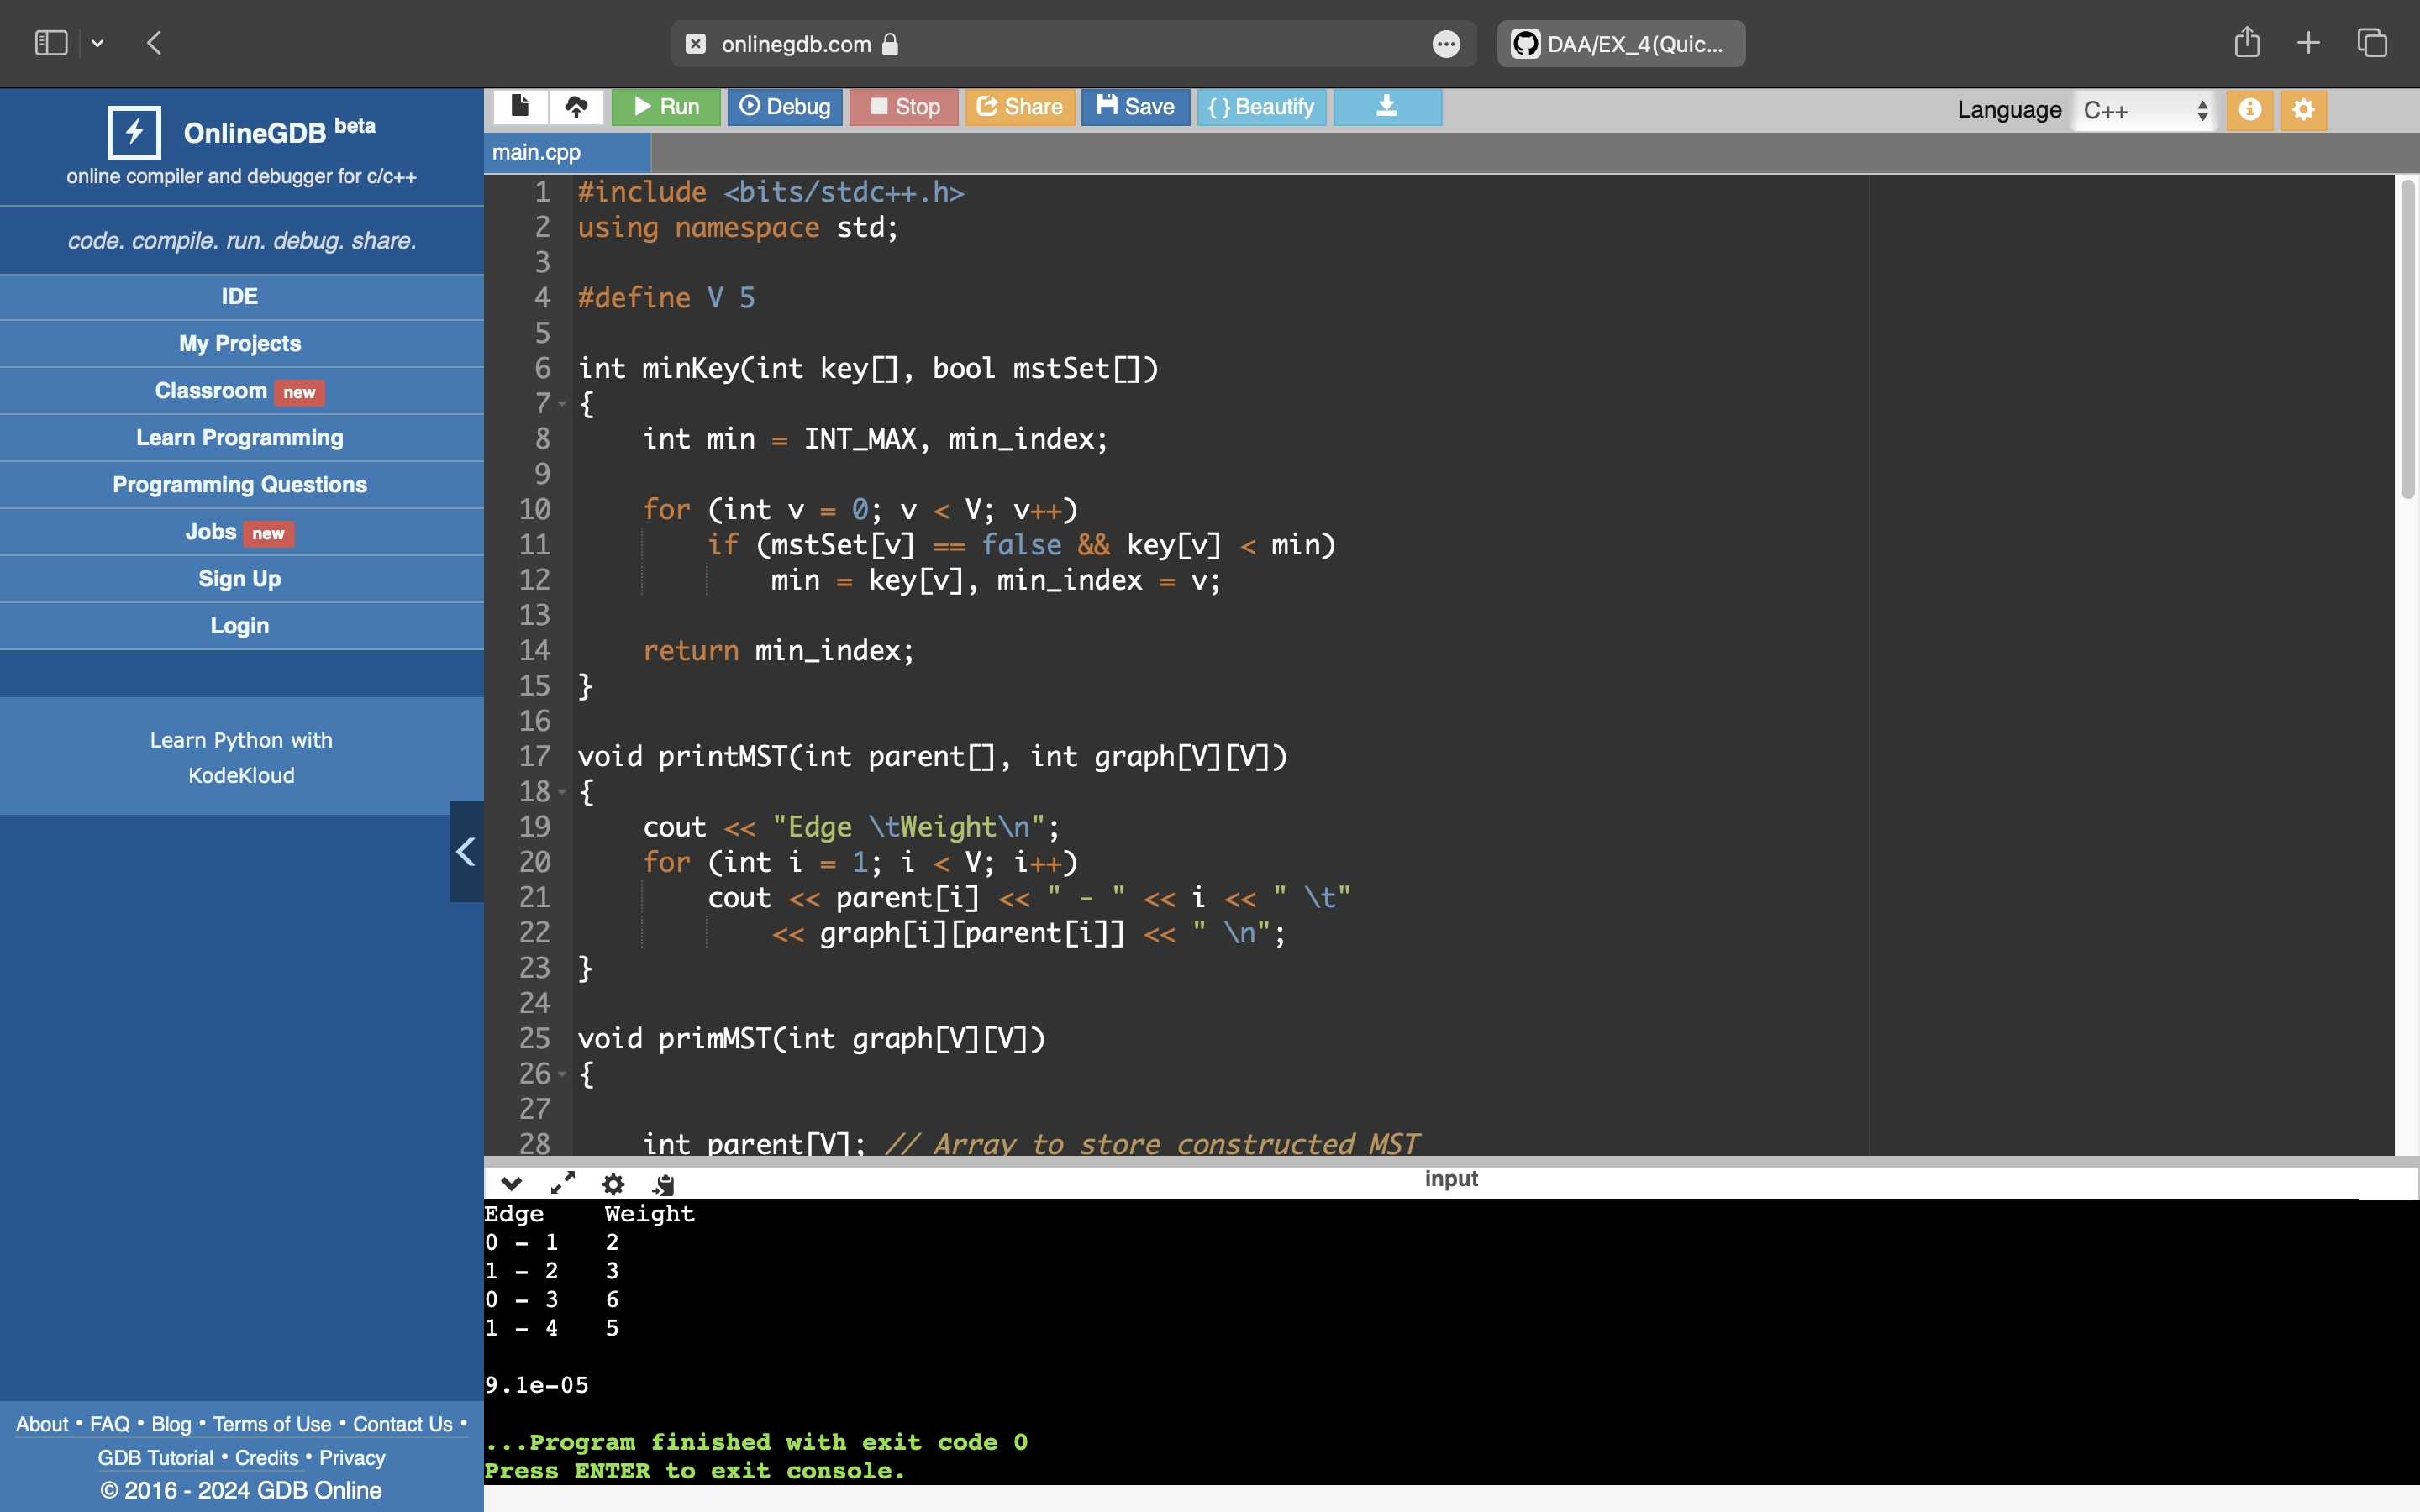 onlinegdb.com
DAA/EX_4(Quic...
OnlineGDB beta
online compiler and debugger for c/c++
code. compile. run. debug. share.
IDE
My Projects
Classroom new
Learn Programming
Programming Questions
Jobs new
Sign Up
Login
Learn Python with
KodeKloud
About • FAQ • Blog • Terms of Use • Contact Us •
GDB Tutorial • Credits • Privacy
© 2016 - 2024 GDB Online
Run Debug Stop Share Save {} Beautify
Language C++
main.cpp
1 #include <bits/stdc++.h>
2 using namespace std;
3
4 #define V 5
5
6 int minKey(int key[], bool mstSet[])
7 {
8     int min = INT_MAX, min_index;
9
10     for (int v = 0; v < V; v++)
11         if (mstSet[v] == false && key[v] < min)
12             min = key[v], min_index = v;
13
14     return min_index;
15 }
16
17 void printMST(int parent[], int graph[V][V])
18 {
19     cout << "Edge \tWeight\n";
20     for (int i = 1; i < V; i++)
21         cout << parent[i] << " - " << i << " \t"
22             << graph[i][parent[i]] << " \n";
23 }
24
25 void primMST(int graph[V][V])
26 {
27
28     int parent[V]; // Array to store constructed MST
input
Edge    Weight
0 - 1   2
1 - 2   3
0 - 3   6
1 - 4   5
9.1e-05
...Program finished with exit code 0
Press ENTER to exit console.